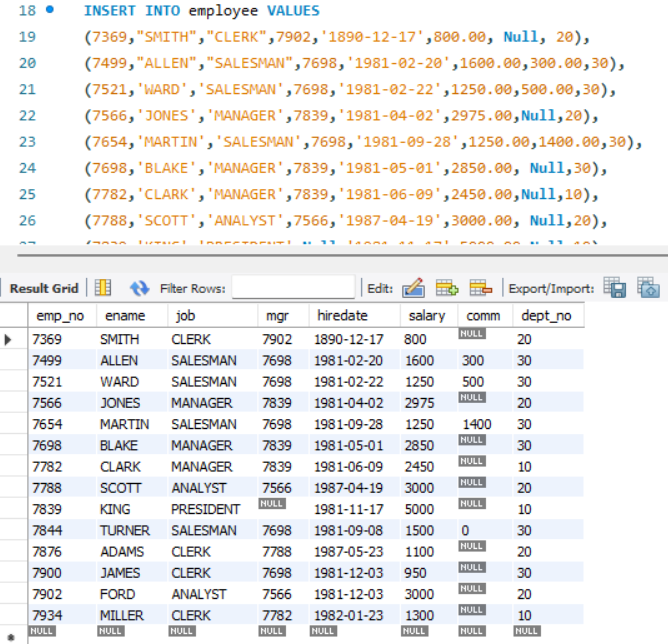 18 INSERT INTO employee VALUES
19 (7369,"SMITH","CLERK",7902,'1890-12-17',800.00, Null, 20),
20 (7499,"ALLEN","SALESMAN",7698,'1981-02-20',1600.00,300.00,30),
21 (7521,'WARD','SALESMAN',7698,'1981-02-22',1250.00,500.00,30),
22 (7566,'JONES','MANAGER',7839,'1981-04-02',2975.00,Null,20),
23 (7654,'MARTIN','SALESMAN',7698,'1981-09-28',1250.00,1400.00,30),
24 (7698,'BLAKE','MANAGER',7839,'1981-05-01',2850.00, Null,30),
25 (7782,'CLARK','MANAGER',7839,'1981-06-09',2450.00,Null,10),
26 (7788,'SCOTT','ANALYST',7566,'1987-04-19',3000.00, Null,20),
Result Grid Filter Rows: Edit: Export/Import:
emp_no ename job mgr hiredate salary comm dept_no
7369 SMITH CLERK 7902 1890-12-17 800 NULL 20
7499 ALLEN SALESMAN 7698 1981-02-20 1600 300 30
7521 WARD SALESMAN 7698 1981-02-22 1250 500 30
7566 JONES MANAGER 7839 1981-04-02 2975 NULL 20
7654 MARTIN SALESMAN 7698 1981-09-28 1250 1400 30
7698 BLAKE MANAGER 7839 1981-05-01 2850 NULL 30
7782 CLARK MANAGER 7839 1981-06-09 2450 NULL 10
7788 SCOTT ANALYST 7566 1987-04-19 3000 NULL 20
7839 KING PRESIDENT NULL 1981-11-17 5000 NULL 10
7844 TURNER SALESMAN 7698 1981-09-08 1500 0 30
7876 ADAMS CLERK 7788 1987-05-23 1100 NULL 20
7900 JAMES CLERK 7698 1981-12-03 950 NULL 30
7902 FORD ANALYST 7566 1981-12-03 3000 NULL 20
7934 MILLER CLERK 7782 1982-01-23 1300 NULL 10
NULL NULL NULL NULL NULL NULL NULL NULL